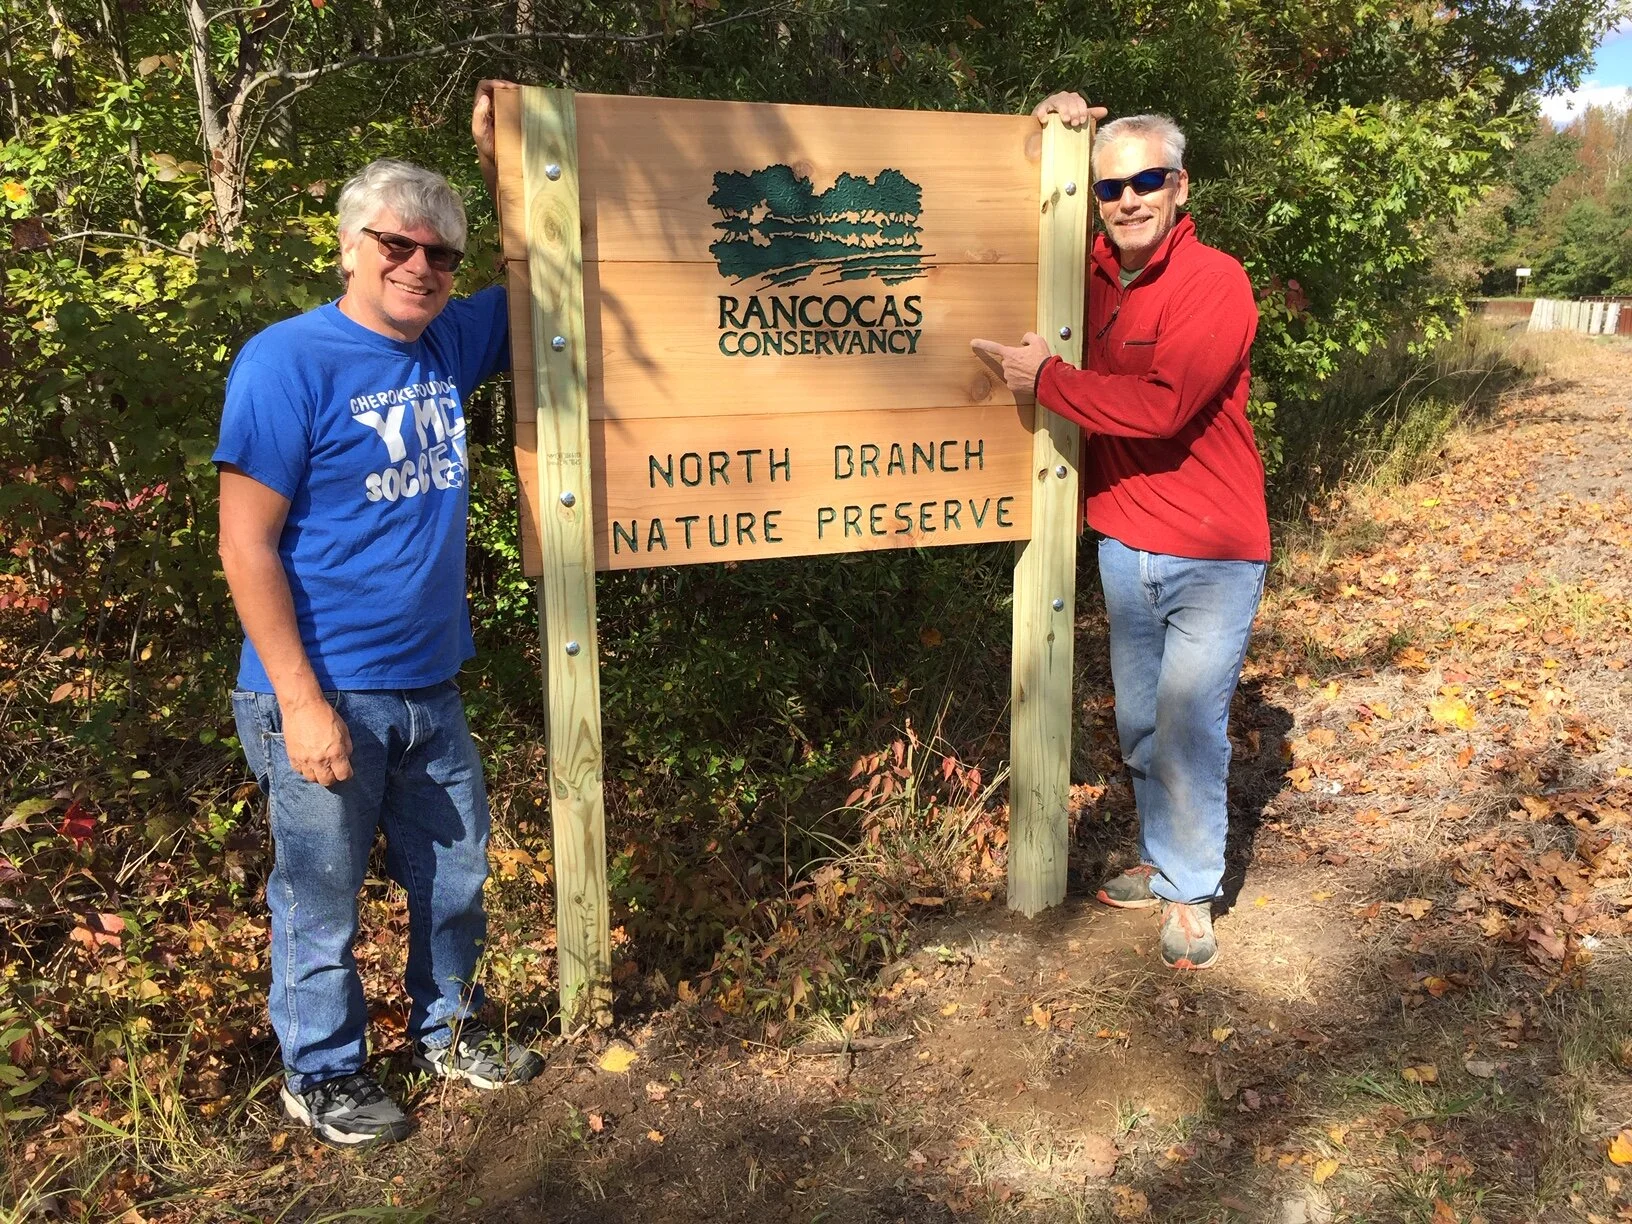 RANCOCAS
CONSERVANCY
NORTH BRANCH
NATURE PRESERVE
YMC
SOCCE